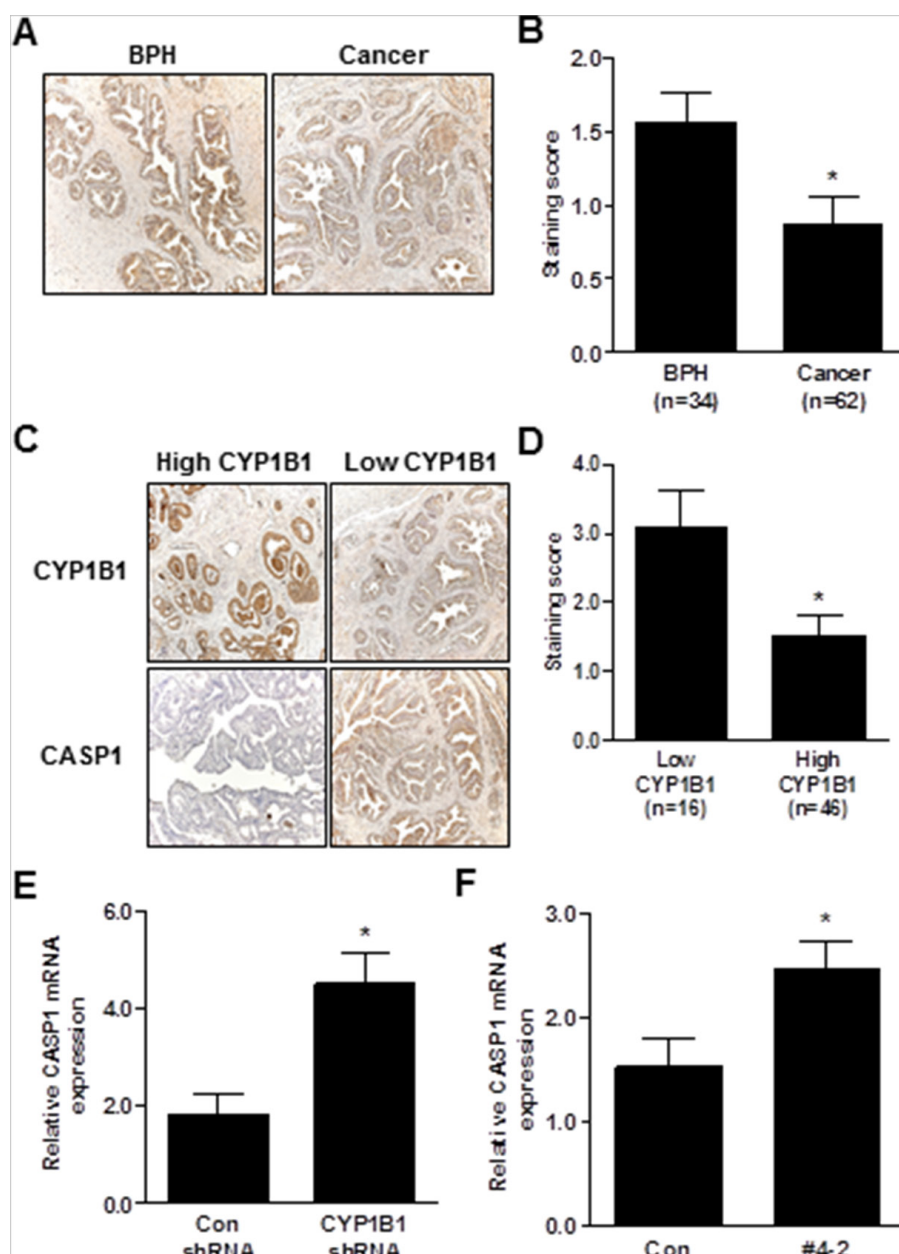 A
BPH
Cancer
B
2.0
1.5
1.0
0.5
0.0
Staining score
*
BPH
(n=34)
Cancer
(n=62)
C
High CYP1B1
Low CYP1B1
CYP1B1
CASP1
D
4.0
3.0
2.0
1.0
0.0
Staining score
*
Low
CYP1B1
(n=16)
High
CYP1B1
(n=46)
E
6.0
4.0
2.0
0.0
Relative CASP1 mRNA
expression
*
Con
shRNA
CYP1B1
shRNA
F
3.0
2.0
1.0
0.0
Relative CASP1 mRNA
expression
*
Con
#4-2